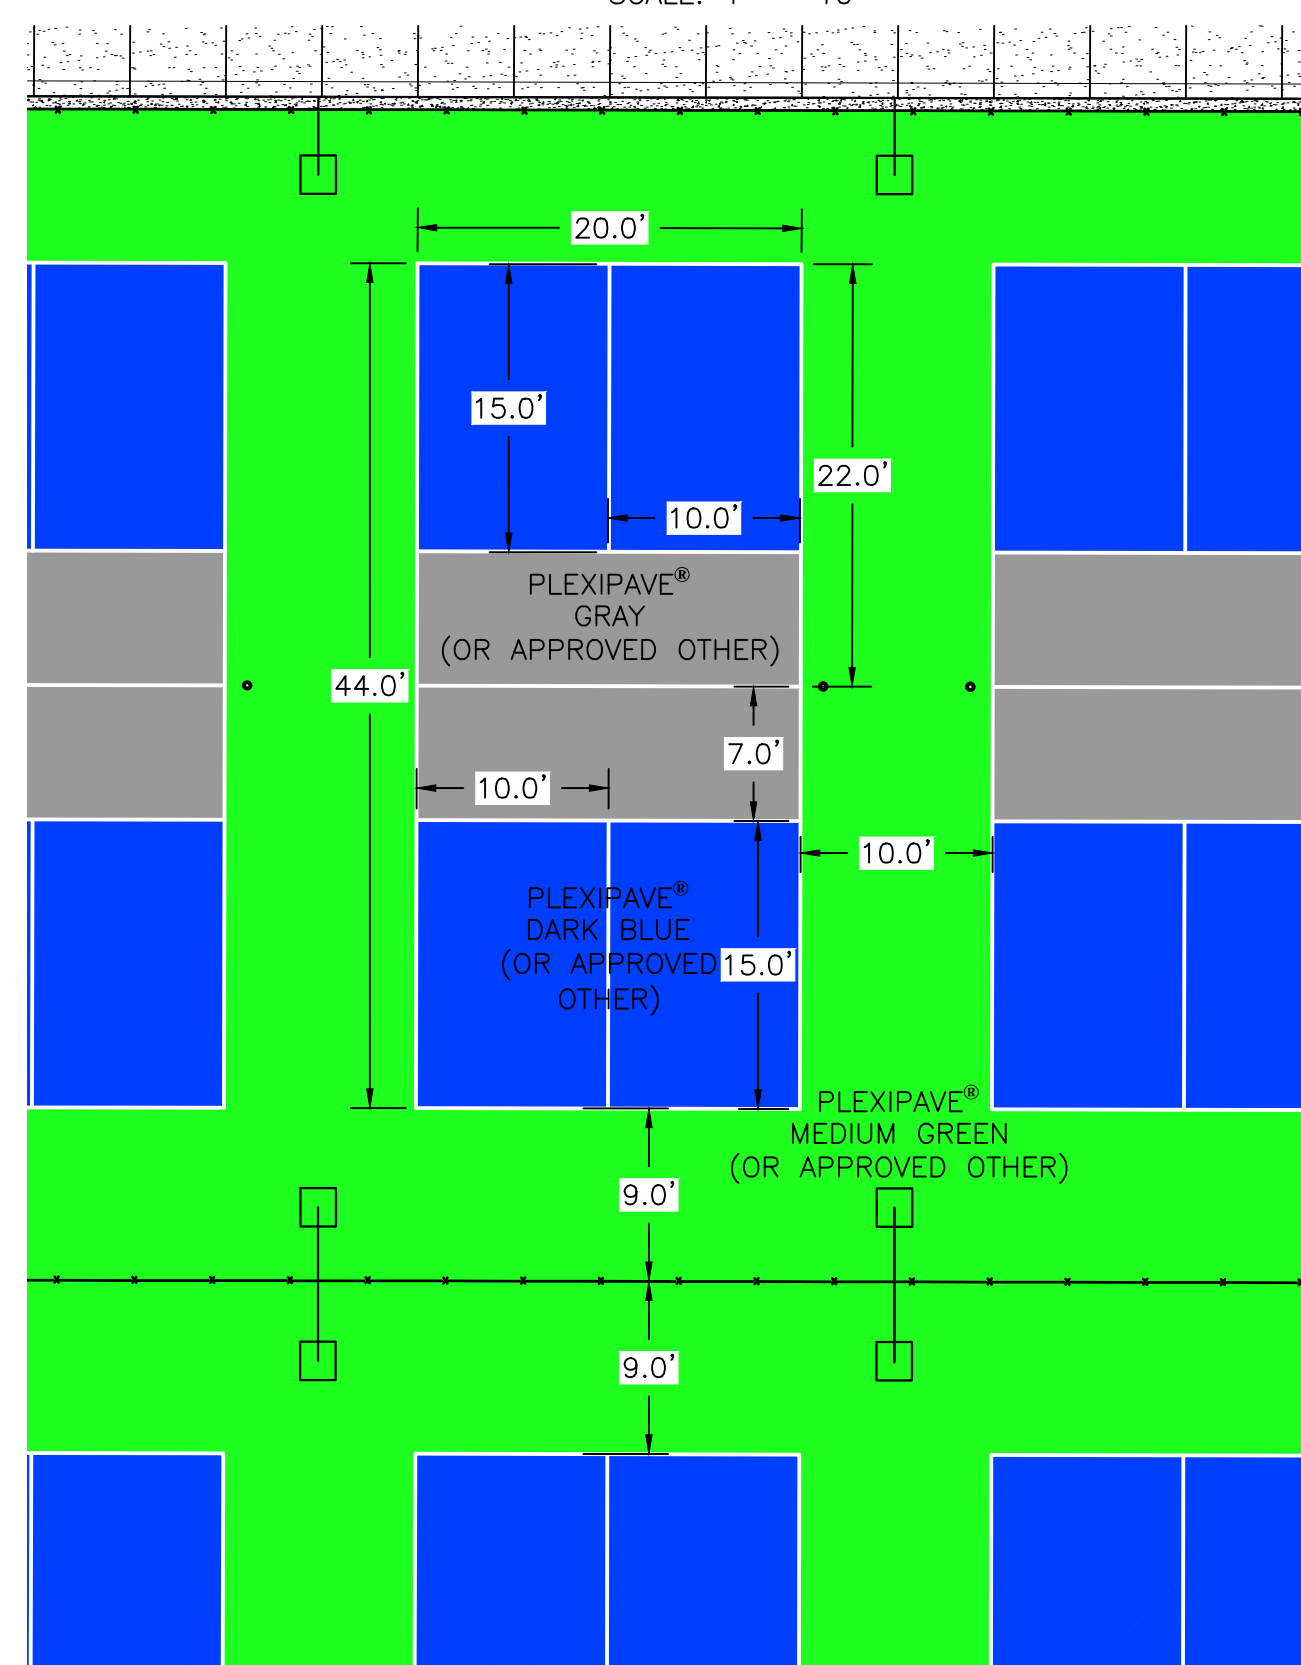 20.0'
15.0'
22.0'
10.0'
PLEXIPAVE®
GRAY
(OR APPROVED OTHER)
44.0'
7.0'
10.0'
10.0'
PLEXIPAVE®
DARK BLUE
(OR APPROVED
15.0'
OTHER)
PLEXIPAVE®
MEDIUM GREEN
(OR APPROVED OTHER)
9.0'
9.0'